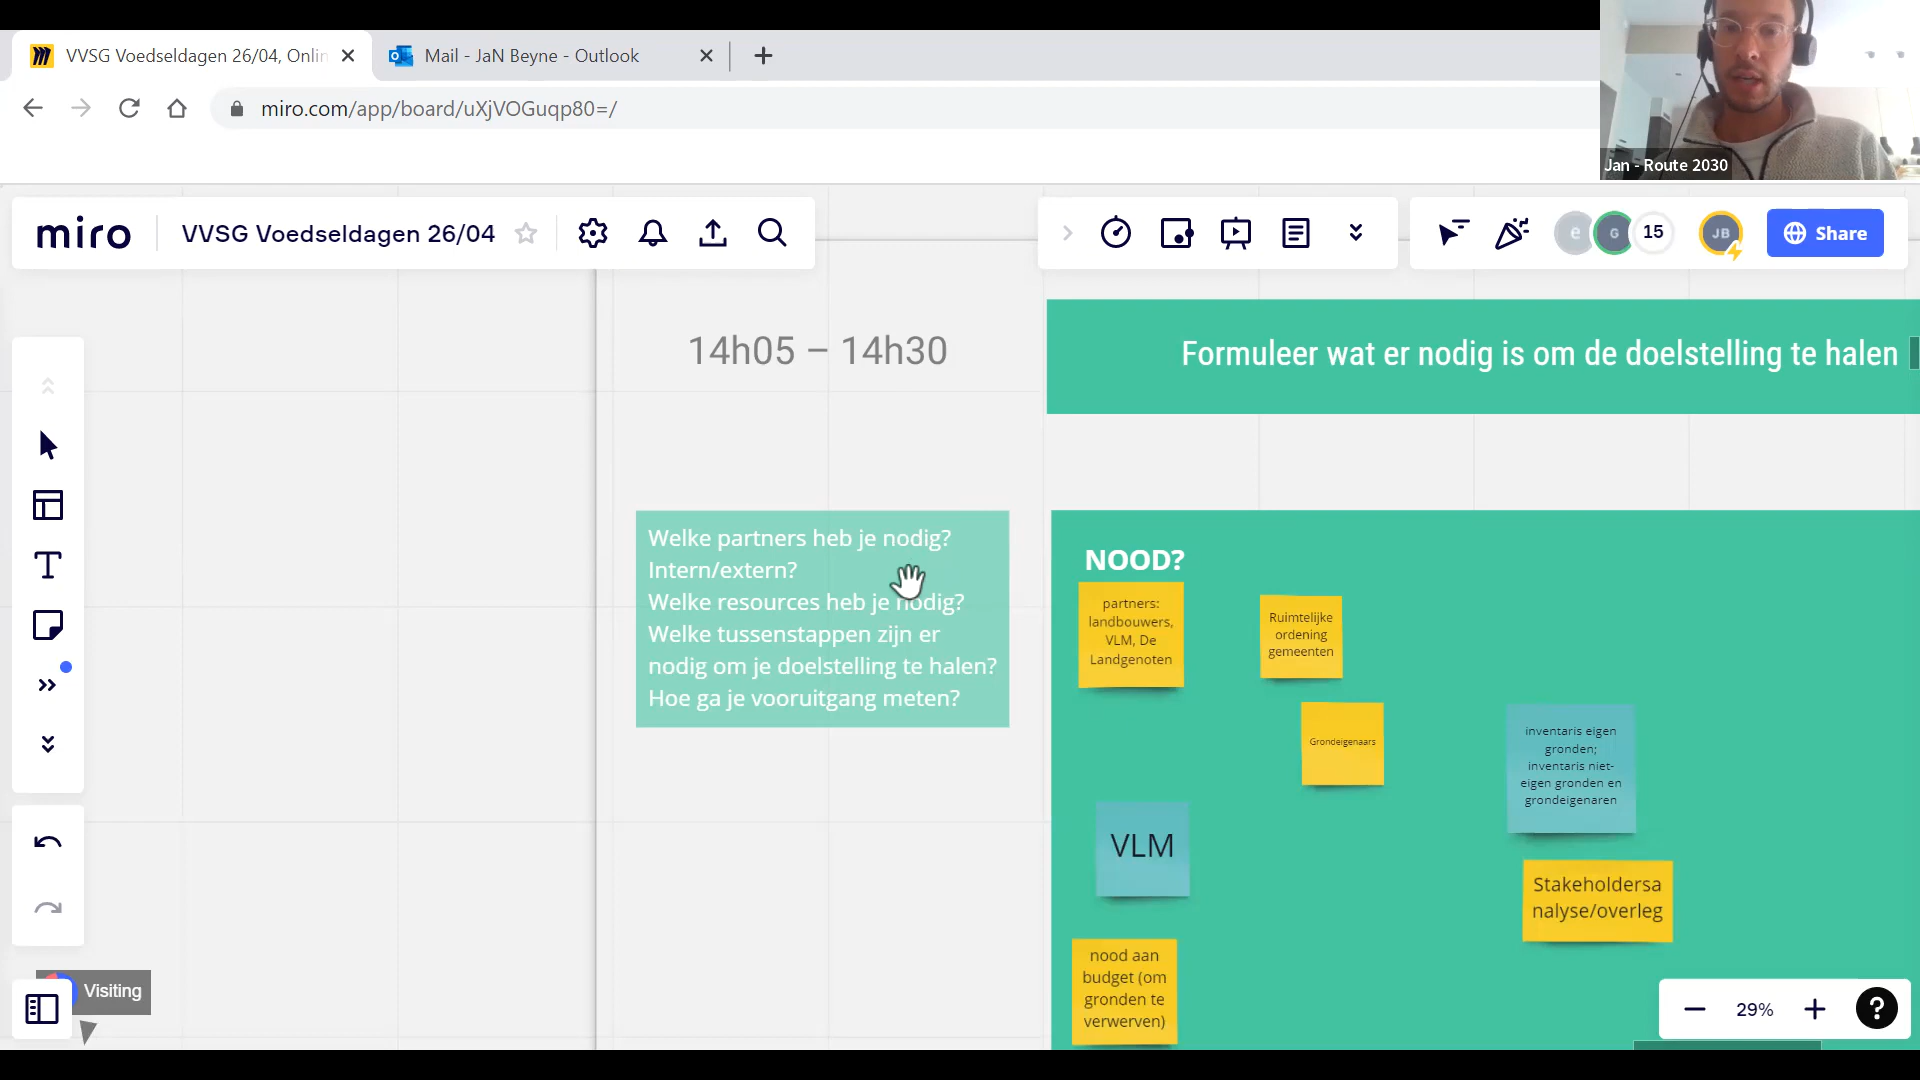 VVSG Voedseldagen 26/04, Onlin
Mail - JaN Beyne - Outlook
miro.com/app/board/uXjVOGuqp80=/
Jan - Route 2030
miro
VVSG Voedseldagen 26/04
e
G
15
JB
Share
14h05 – 14h30
Formuleer wat er nodig is om de doelstelling te halen
Welke partners heb je nodig?
Intern/extern?
Welke resources heb je nodig?
Welke tussenstappen zijn er
nodig om je doelstelling te halen?
Hoe ga je vooruitgang meten?
NOOD?
partners:
landbouwers,
VLM, De
Landgenoten
Ruimtelijke
ordening
gemeenten
Grondeigenaars
inventaris eigen
gronden;
inventaris niet-
eigen gronden en
grondeigenaren
VLM
Stakeholdersa
nalyse/overleg
nood aan
budget (om
gronden te
verwerven)
Visiting
29%